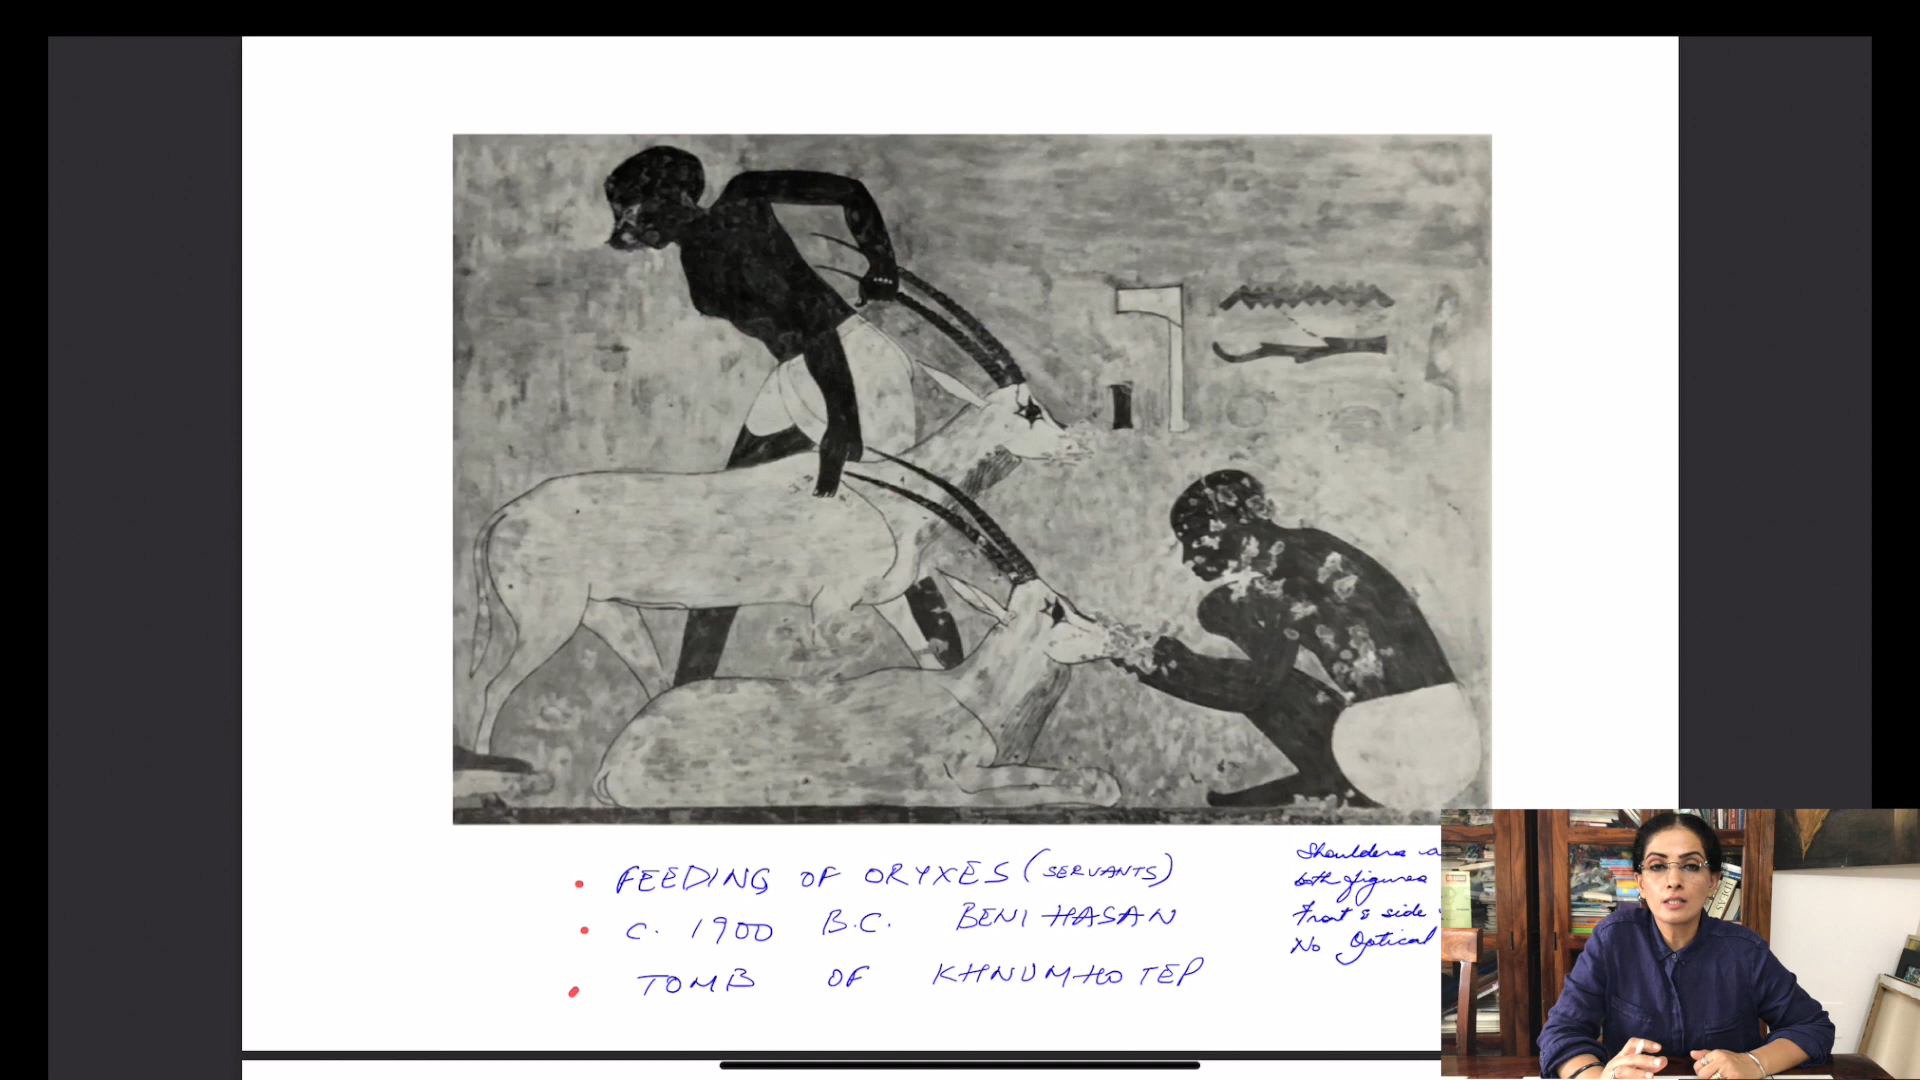 • FEEDING OF ORYXES (SERVANTS)
• C. 1900 B.C. BENI HASAN
• TOMB OF KHNUMHOTEP
Shoulders
both figures
Front & side
No Optical